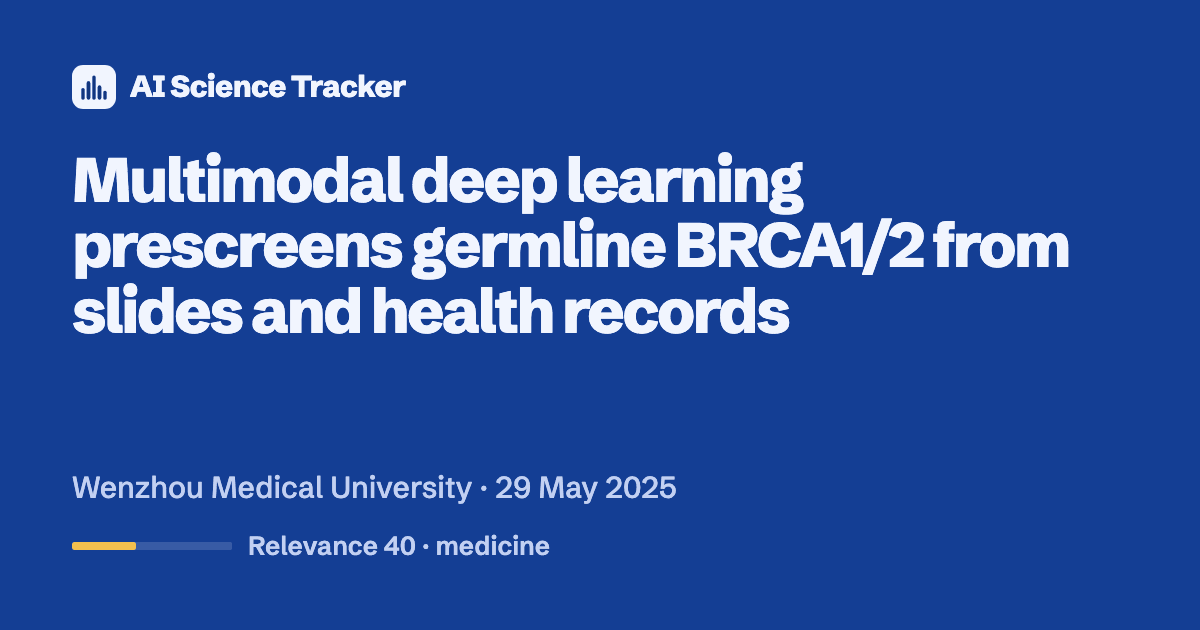 AI Science Tracker
Multimodal deep learning
prescreens germline BRCA1/2 from
slides and health records
Wenzhou Medical University · 29 May 2025
Relevance 40 · medicine